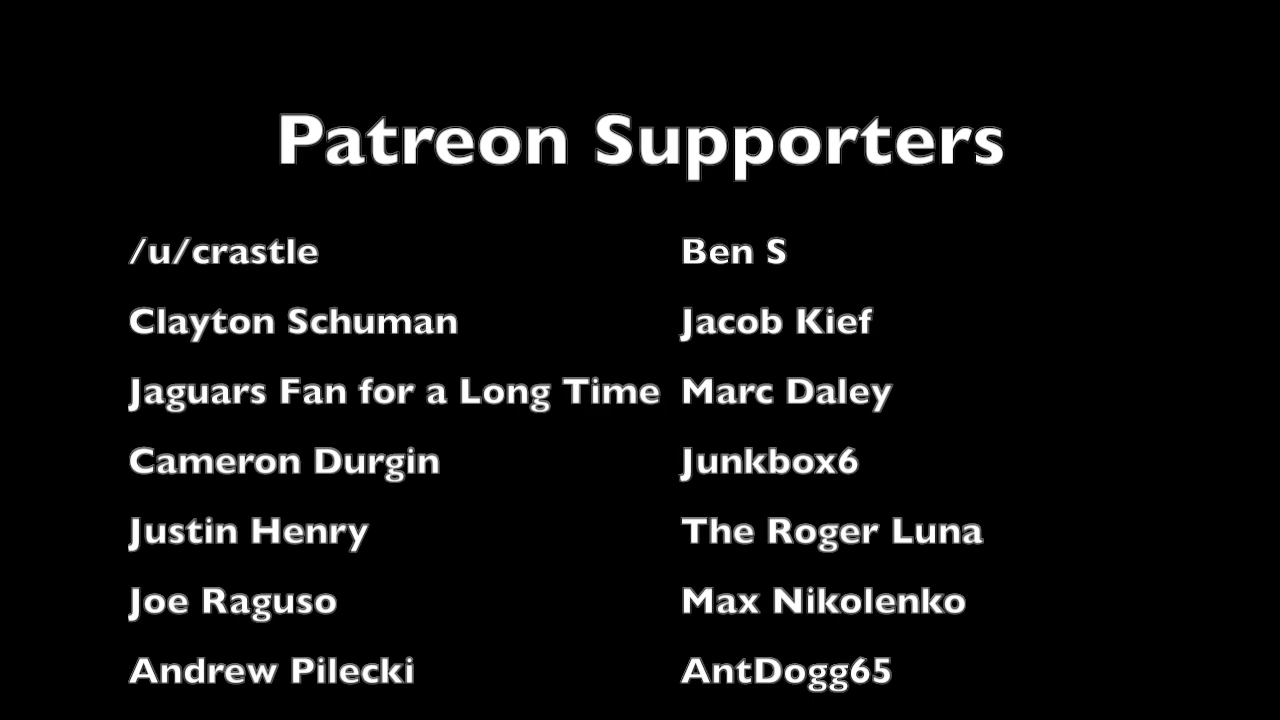 Patreon Supporters
/u/crastle
Ben S
Clayton Schuman
Jacob Kief
Jaguars Fan for a Long Time
Marc Daley
Cameron Durgin
Junkbox6
Justin Henry
The Roger Luna
Joe Raguso
Max Nikolenko
Andrew Pilecki
AntDogg65